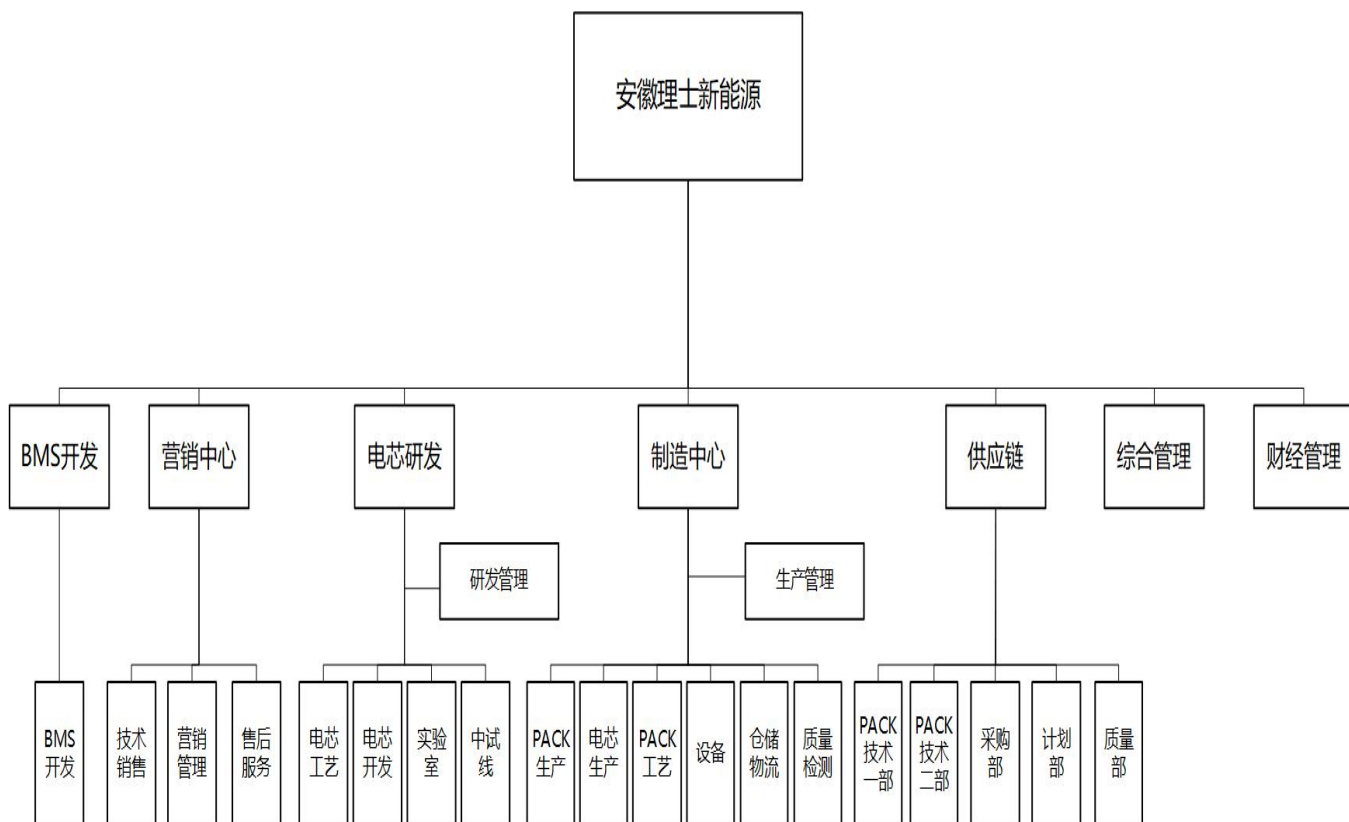 安徽理士新能源
BMS开发
营销中心
电芯研发
制造中心
供应链
综合管理
财经管理
研发管理
生产管理
BMS
开发
技术
销售
营销
管理
售后
服务
电芯
工艺
电芯
开发
实验
室
中试
线
PACK
生产
电芯
生产
PACK
工艺
设备
仓储
物流
质量
检测
PACK
技术
一部
PACK
技术
二部
采购
部
计划
部
质量
部